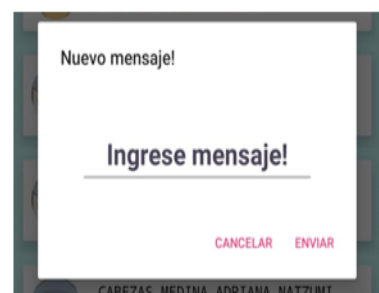 Nuevo mensaje!
Ingrese mensaje!
CANCELAR ENVIAR
CABEZAS MEDINA ADRIANA NATZUMI